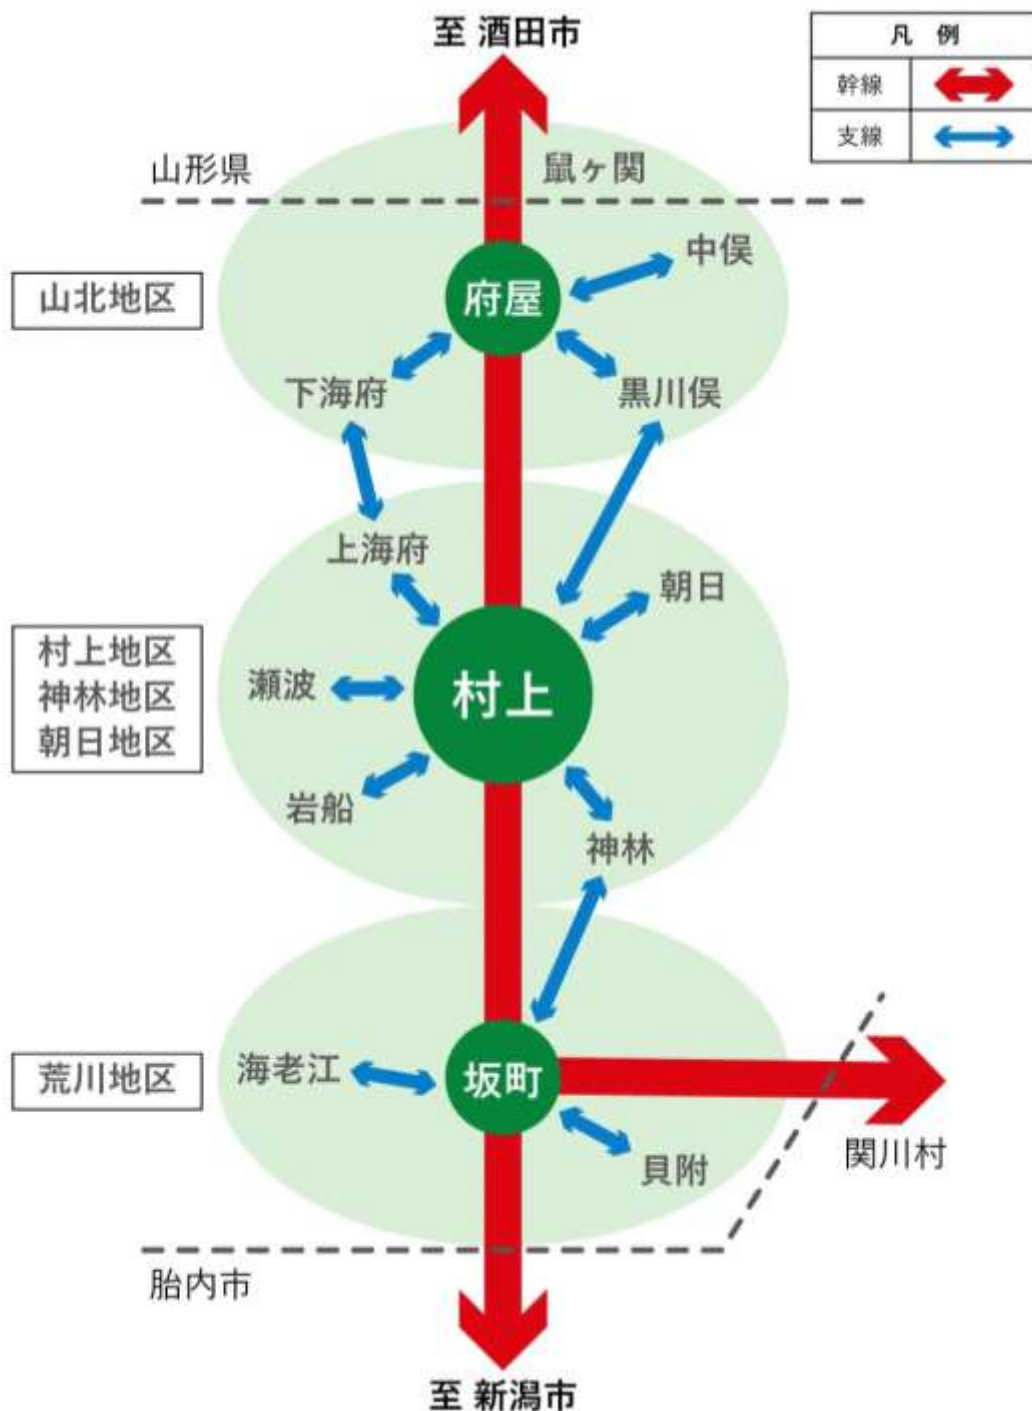 至 酒田市
凡 例
幹線
支線
山形県
鼠ヶ関
中俣
府屋
山北地区
下海府
黒川俣
上海府
朝日
村上地区
神林地区
朝日地区
瀬波
村上
岩船
神林
荒川地区
海老江
坂町
貝附
関川村
胎内市
至 新潟市